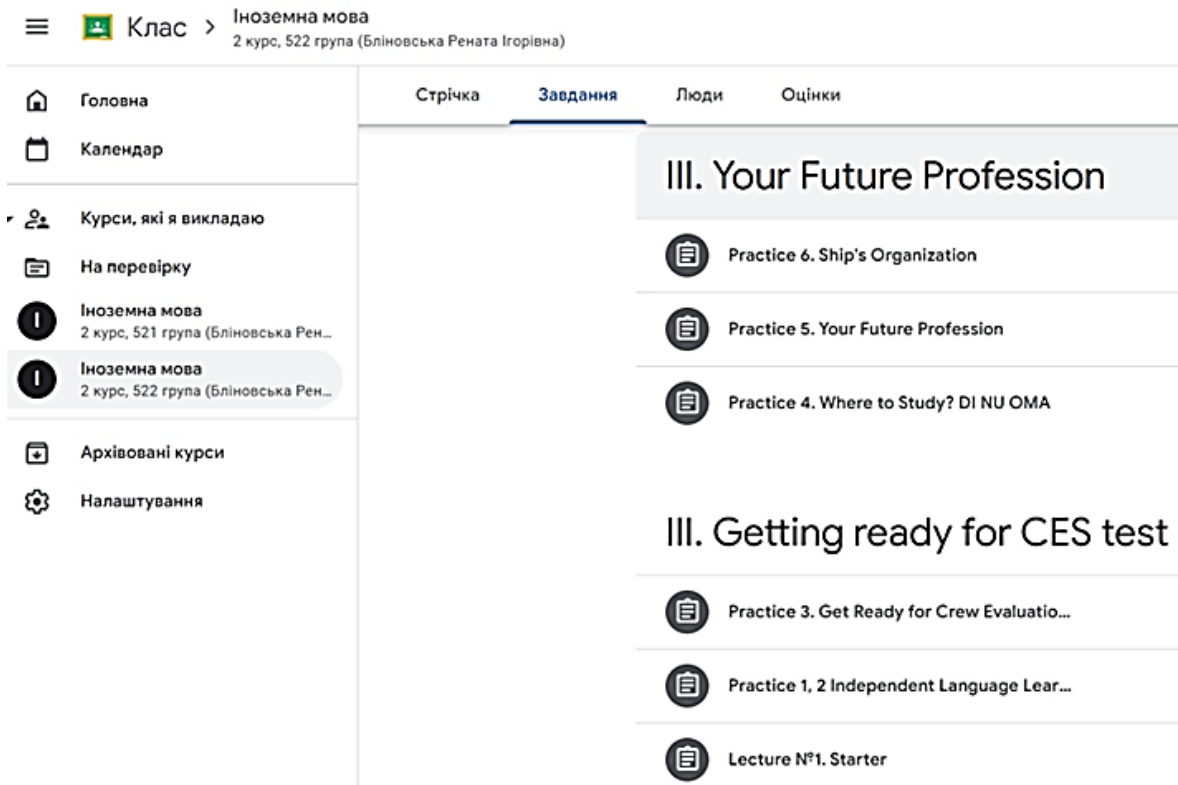 Клас
Іноземна мова
2 курс, 522 група (Бліновська Рената Ігорівна)
Головна
Календар
Курси, які я викладаю
На перевірку
Іноземна мова
2 курс, 521 група (Бліновська Рен...
Іноземна мова
2 курс, 522 група (Бліновська Рен...
Архівовані курси
Налаштування
Стрічка Завдання Люди Оцінки
III. Your Future Profession
Practice 6. Ship's Organization
Practice 5. Your Future Profession
Practice 4. Where to Study? DI NU OMA
III. Getting ready for CES test
Practice 3. Get Ready for Crew Evaluatio...
Practice 1, 2 Independent Language Lear...
Lecture №1. Starter